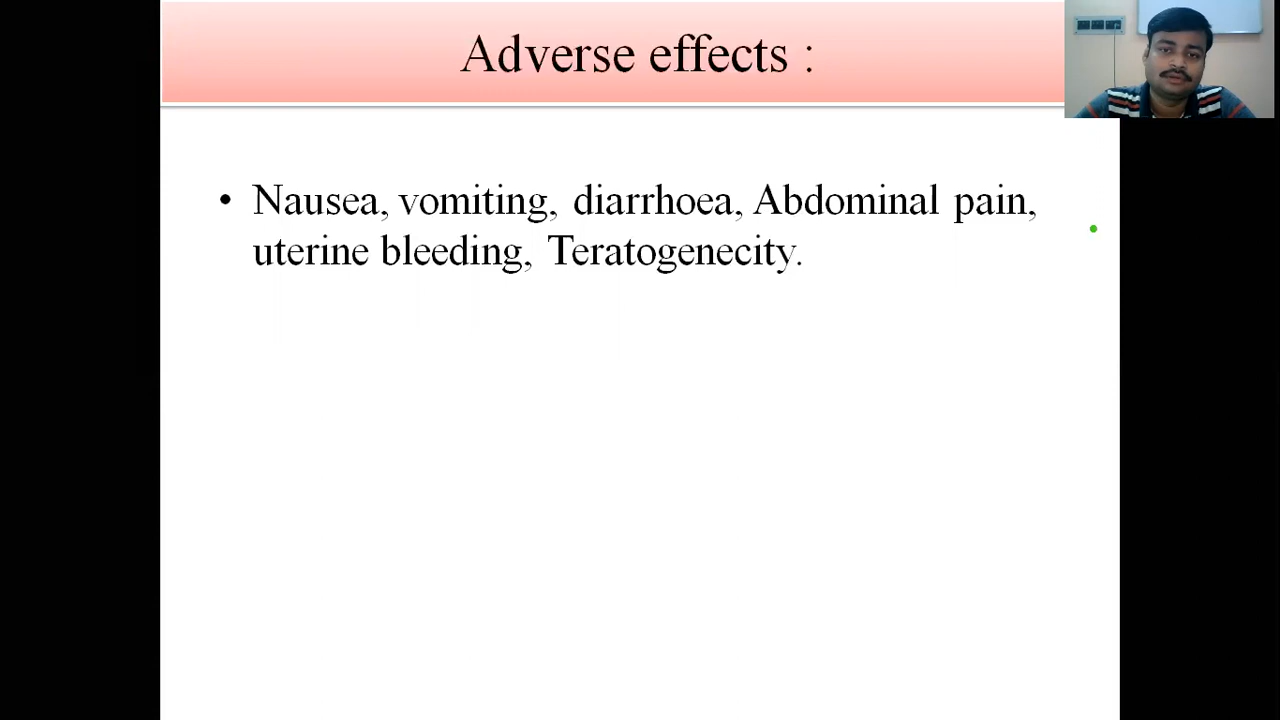 Adverse effects :
• Nausea, vomiting, diarrhoea, Abdominal pain,
uterine bleeding, Teratogenecity.